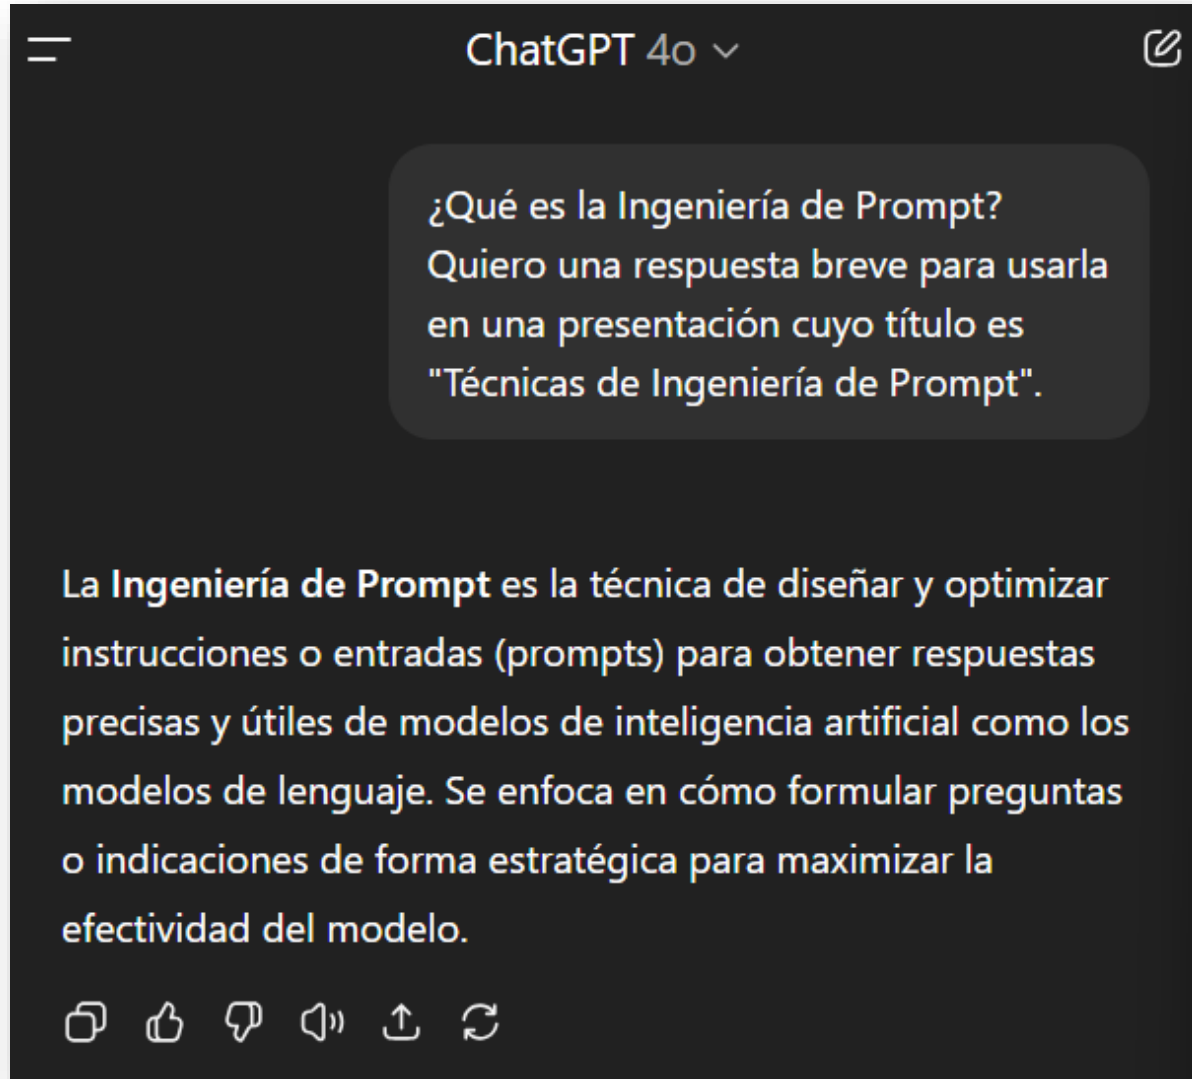 ChatGPT 4o
¿Qué es la Ingeniería de Prompt?
Quiero una respuesta breve para usarla
en una presentación cuyo título es
"Técnicas de Ingeniería de Prompt".
La Ingeniería de Prompt es la técnica de diseñar y optimizar
instrucciones o entradas (prompts) para obtener respuestas
precisas y útiles de modelos de inteligencia artificial como los
modelos de lenguaje. Se enfoca en cómo formular preguntas
o indicaciones de forma estratégica para maximizar la
efectividad del modelo.